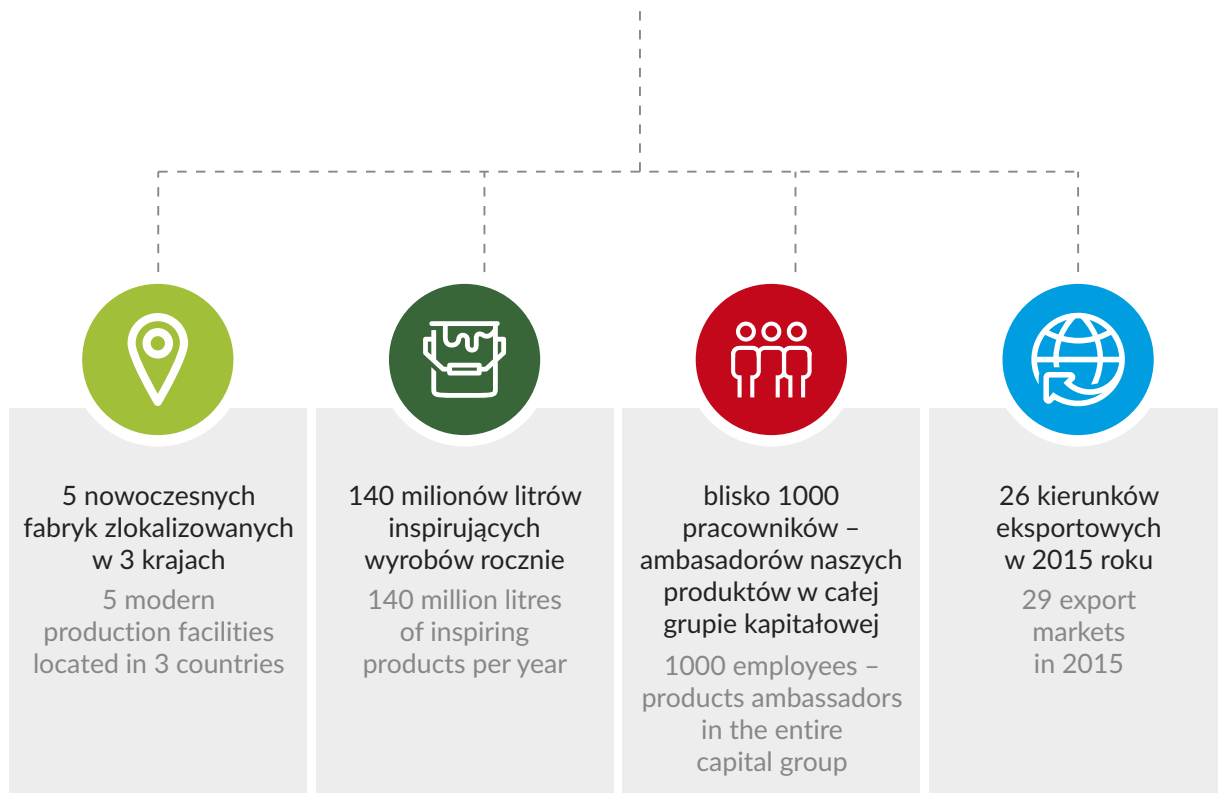 5 nowoczesnych
fabryk zlokalizowanych
w 3 krajach
5 modern
production facilities
located in 3 countries
140 milionów litrów
inspirujących
wyrobów rocznie
140 million litres
of inspiring
products per year
blisko 1000
pracowników –
ambasadorów naszych
produktów w całej
grupie kapitałowej
1000 employees –
products ambassadors
in the entire
capital group
26 kierunków
eksportowych
w 2015 roku
29 export
markets
in 2015